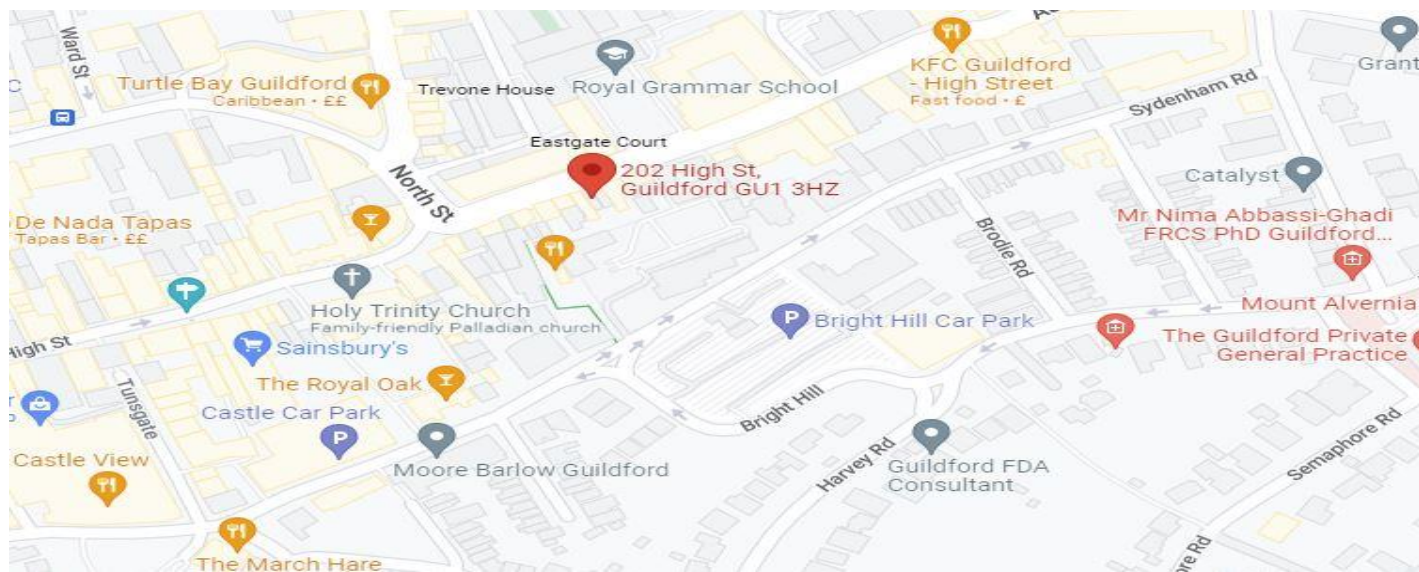 Ward St
Turtle Bay Guildford
Caribbean • ££
Trevone House
Royal Grammar School
KFC Guildford
- High Street
Fast food • £
Grant
Sydenham Rd
Eastgate Court
202 High St,
Guildford GU1 3HZ
North St
Catalyst
De Nada Tapas
Tapas Bar • ££
Mr Nima Abbassi-Ghadi
FRCS PhD Guildford...
Brodie Rd
Holy Trinity Church
Family-friendly Palladian church
Mount Alvernia
P
Bright Hill Car Park
The Guildford Private
General Practice
High St
Sainsbury's
The Royal Oak
Tunsgate
Castle Car Park
P
Bright Hill
Moore Barlow Guildford
Harvey Rd
Guildford FDA
Consultant
Semaphore Rd
Castle View
The March Hare
re Rd